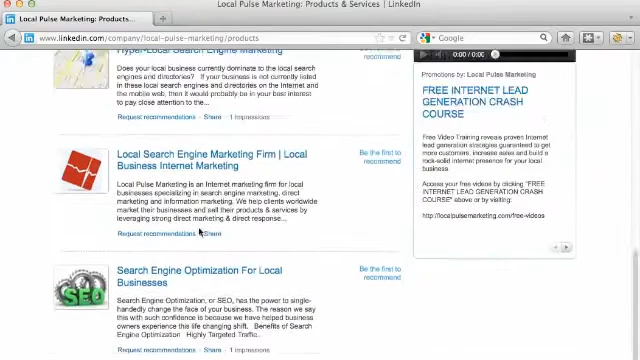 Local Pulse Marketing: Products & Services | LinkedIn
Local Pulse Marketing: Products...
www.linkedin.com/company/local-pulse-marketing/products
Google
Hyper-Local Search Engine Marketing
Does your local business currently dominate to the local search
engines and directories? If your business is not currently listed
in these local search engines and directories on the Internet and
the mobile web, then it would probably be in your best interest
to pay close attention to the...
Request recommendations · Share · 1 impressions
recommend
Local Search Engine Marketing Firm | Local
Business Internet Marketing
Local Pulse Marketing is an Internet marketing firm for local
businesses specializing in search engine marketing, direct
marketing and information marketing. We help clients worldwide
market their businesses and sell their products & services by
leveraging strong direct marketing & direct response...
Request recommendations · Share
Be the first to
recommend
SEO
Search Engine Optimization For Local
Businesses
Search Engine Optimization, or SEO, has the power to single-
handedly change the face of your business. The reason we say
this with such confidence is because we have helped business
owners experience this life changing shift. Benefits of Search
Engine Optimization Highly Targeted Traffic...
Request recommendations · Share · 1 impressions
Be the first to
recommend
0:00 / 0:00
Promotions by: Local Pulse Marketing
FREE INTERNET LEAD
GENERATION CRASH
COURSE
Free Video Training reveals proven Internet
lead generation strategies guaranteed to get
more customers, increase sales and build a
rock-solid internet presence for your local
business.
Access your free videos by clicking "FREE
INTERNET LEAD GENERATION CRASH
COURSE" above or by visiting:
http://localpulsemarketing.com/free-videos